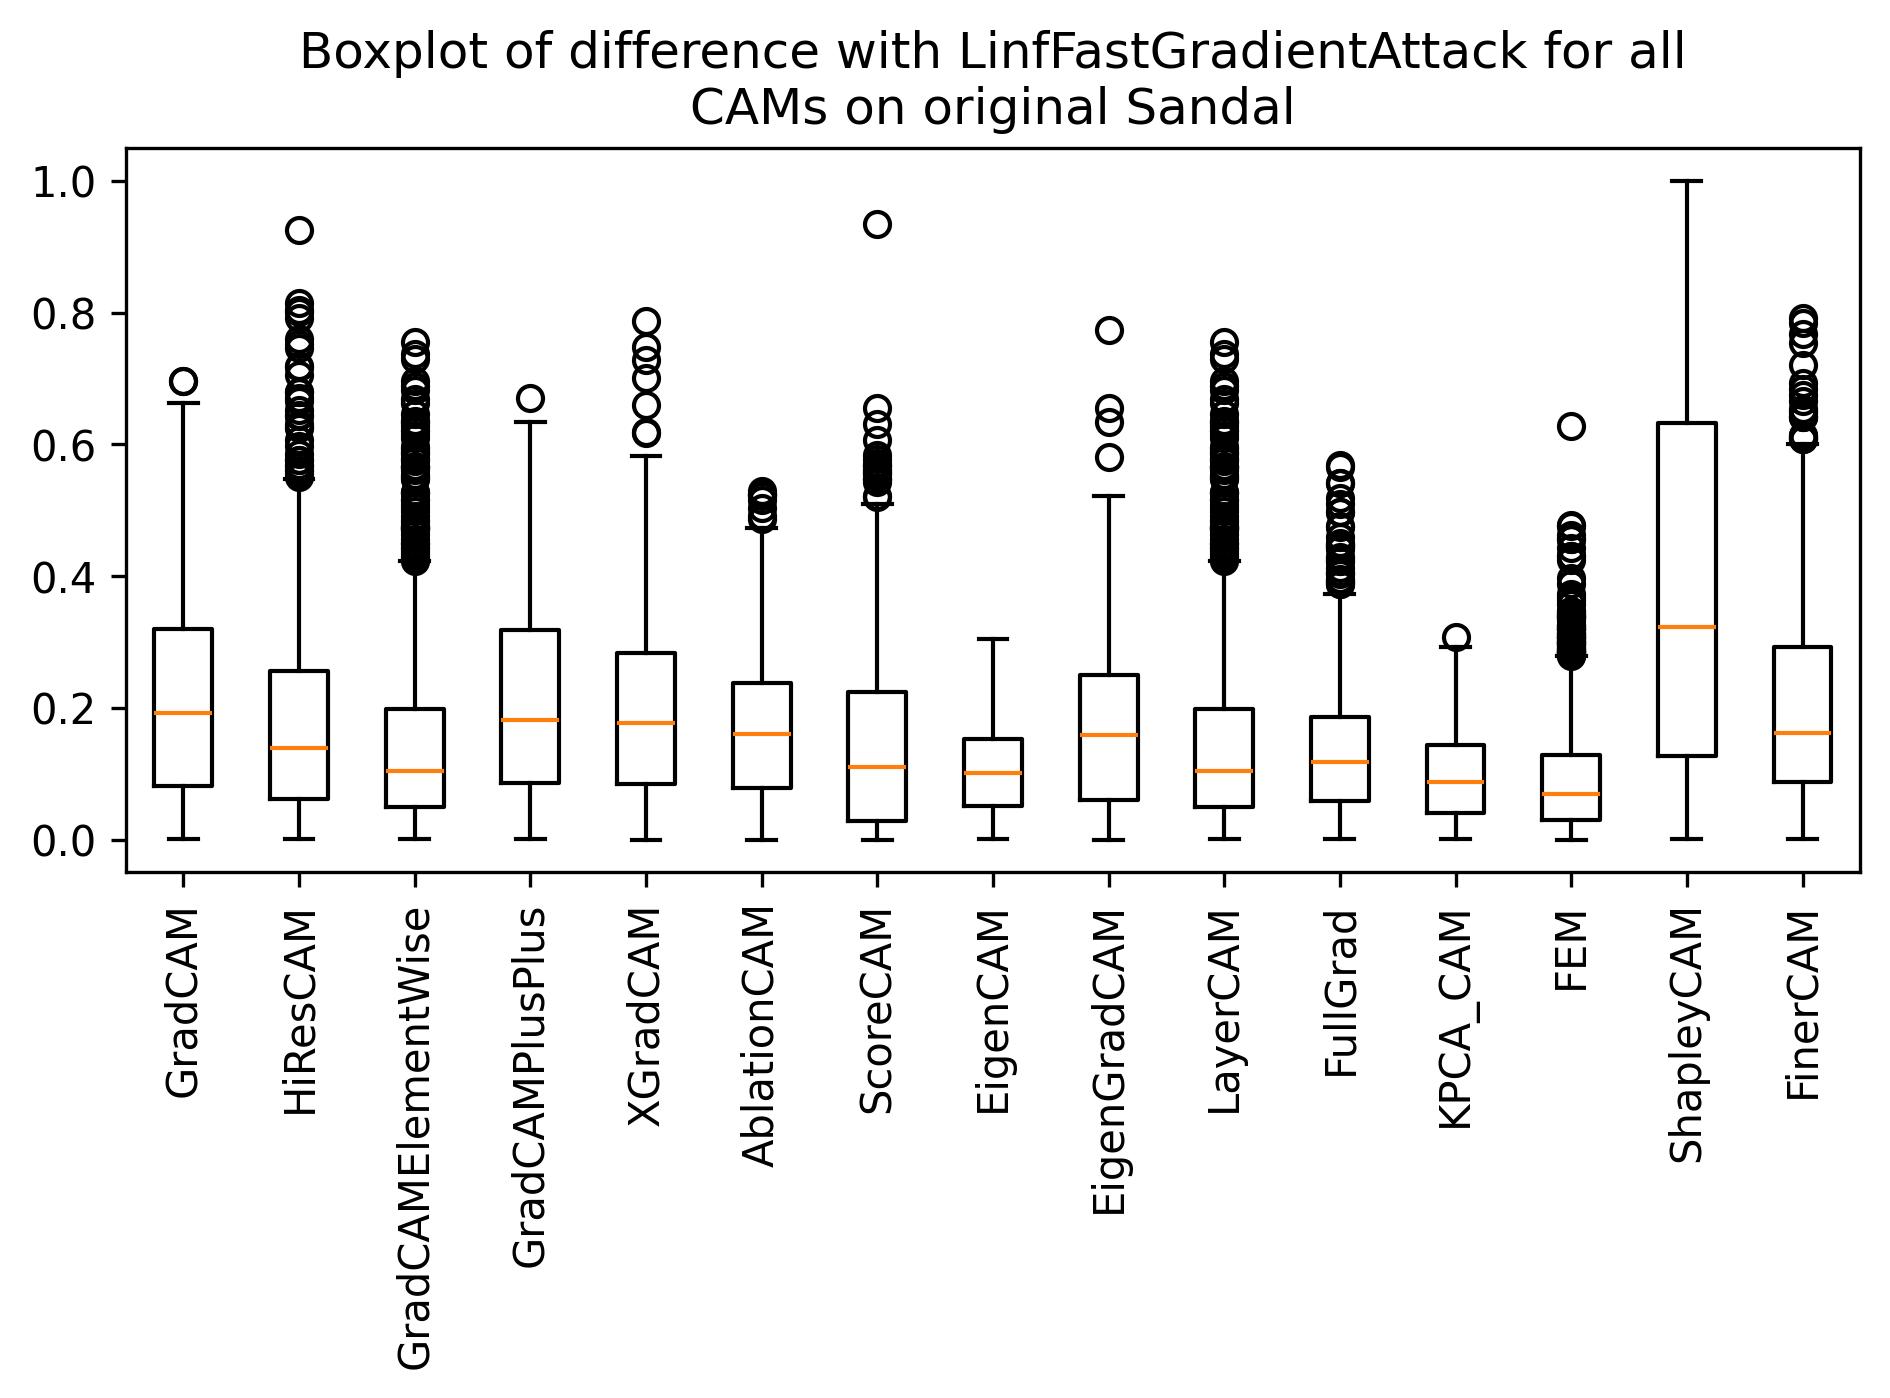 Boxplot of difference with LinfFastGradientAttack for all
CAMs on original Sandal
1.0
0.8
0.6
0.4
0.2
0.0
GradCAM
HiResCAM
GradCAMElementWise
GradCAMPlusPlus
XGradCAM
AblationCAM
ScoreCAM
EigenCAM
EigenGradCAM
LayerCAM
FullGrad
KPCA_CAM
FEM
ShapleyCAM
FinerCAM